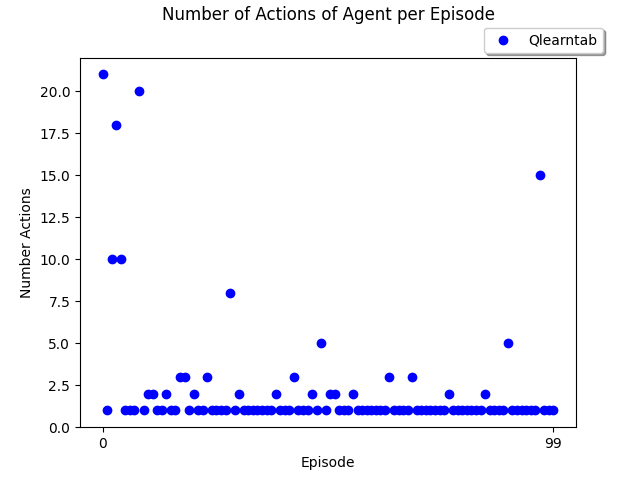 Number of Actions of Agent per Episode
Qlearntab
20.0
17.5
15.0
12.5
10.0
7.5
5.0
2.5
0.0
Number Actions
0 99
Episode